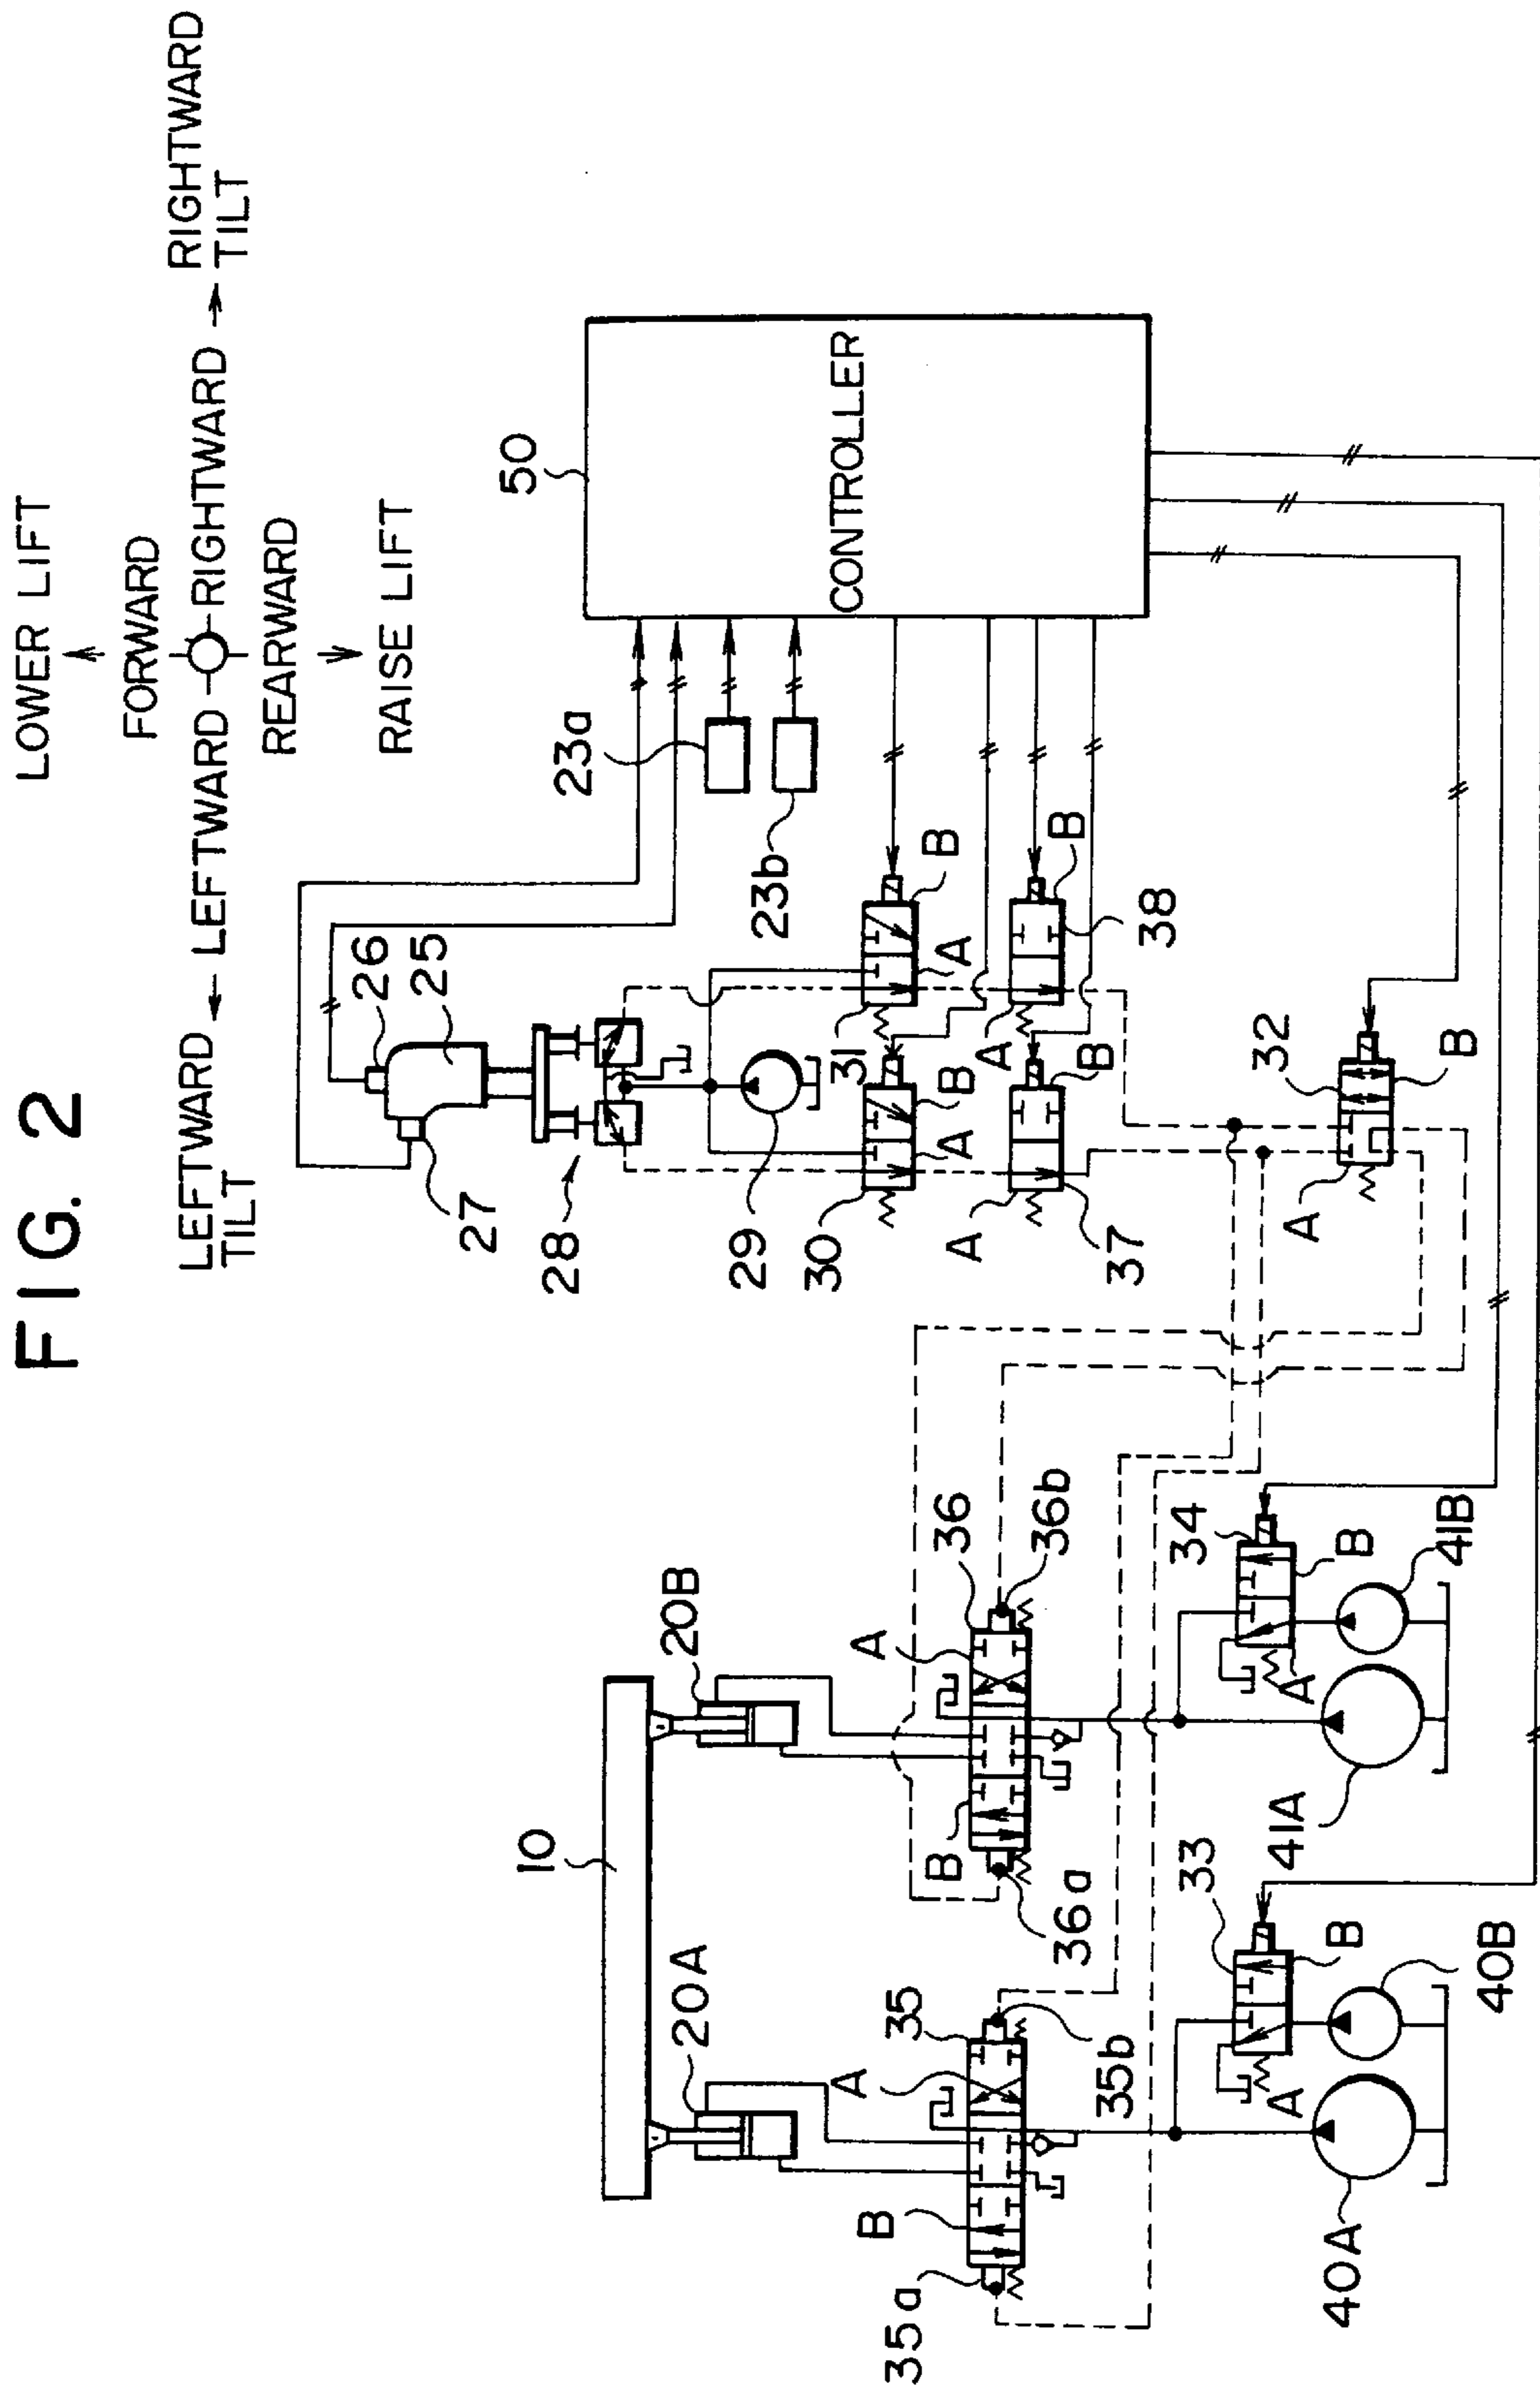 FIG. 2
LOWER LIFT
FORWARD
LEFTWARD TILT
LEFTWARD
RIGHTWARD
RIGHTWARD TILT
REARWARD
RAISE LIFT
26
25
27
28
29
23a
23b
50
CONTROLLER
31
B
A
30
B
A
38
B
A
37
B
A
32
B
A
10
20A
20B
36
A
B
36a
36b
35
A
B
35a
35b
34
B
A
41B
41A
33
B
A
40B
40A